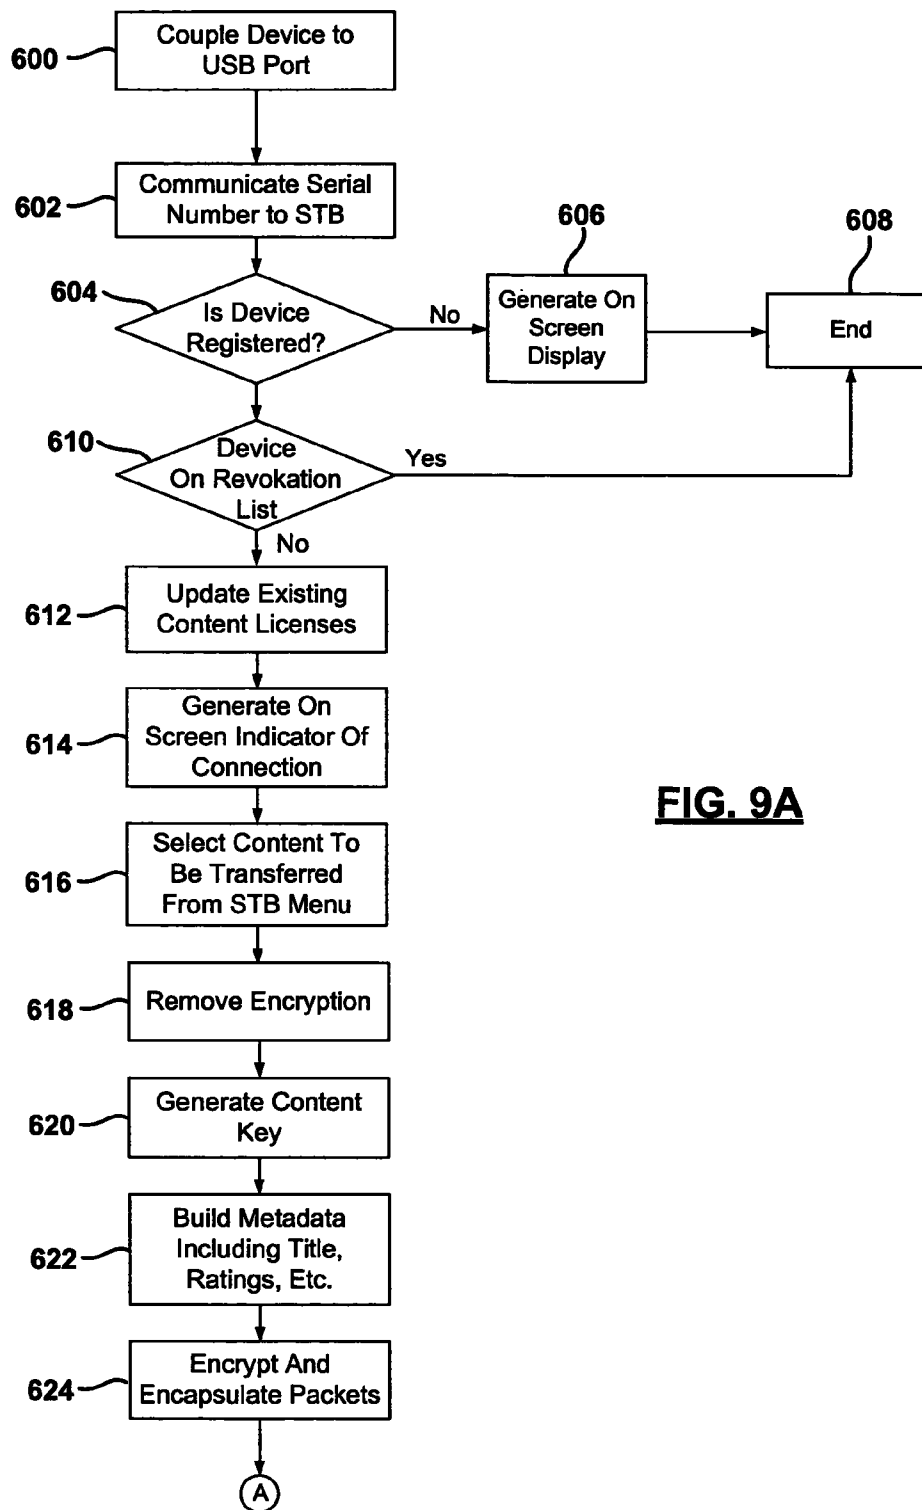 600
Couple Device to
USB Port
602
Communicate Serial
Number to STB
604
Is Device
Registered?
No
606
Generate On
Screen
Display
608
End
610
Device
On Revokation
List
Yes
No
612
Update Existing
Content Licenses
614
Generate On
Screen Indicator Of
Connection
616
Select Content To
Be Transferred
From STB Menu
618
Remove Encryption
620
Generate Content
Key
622
Build Metadata
Including Title,
Ratings, Etc.
624
Encrypt And
Encapsulate Packets
A
FIG. 9A